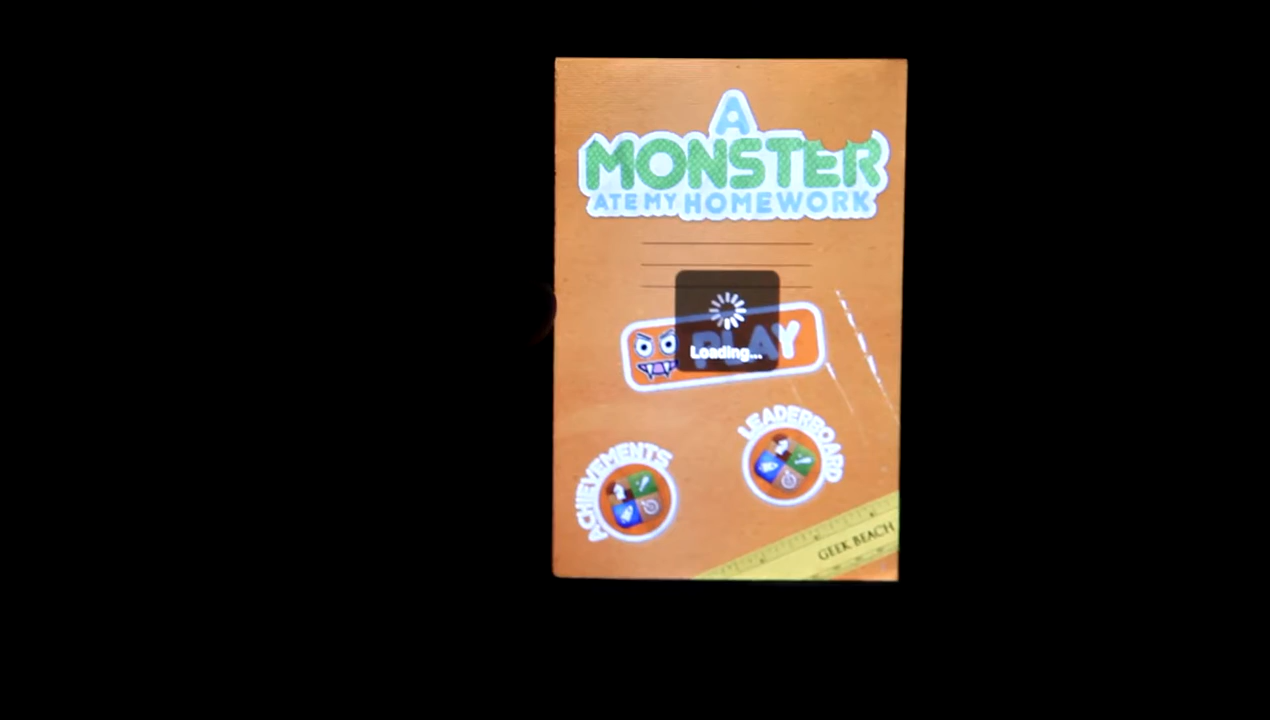 A
MONSTER
ATE MY HOMEWORK
PLAY
Loading...
LEADERBOARD
ACHIEVEMENTS
GEEK BEACH